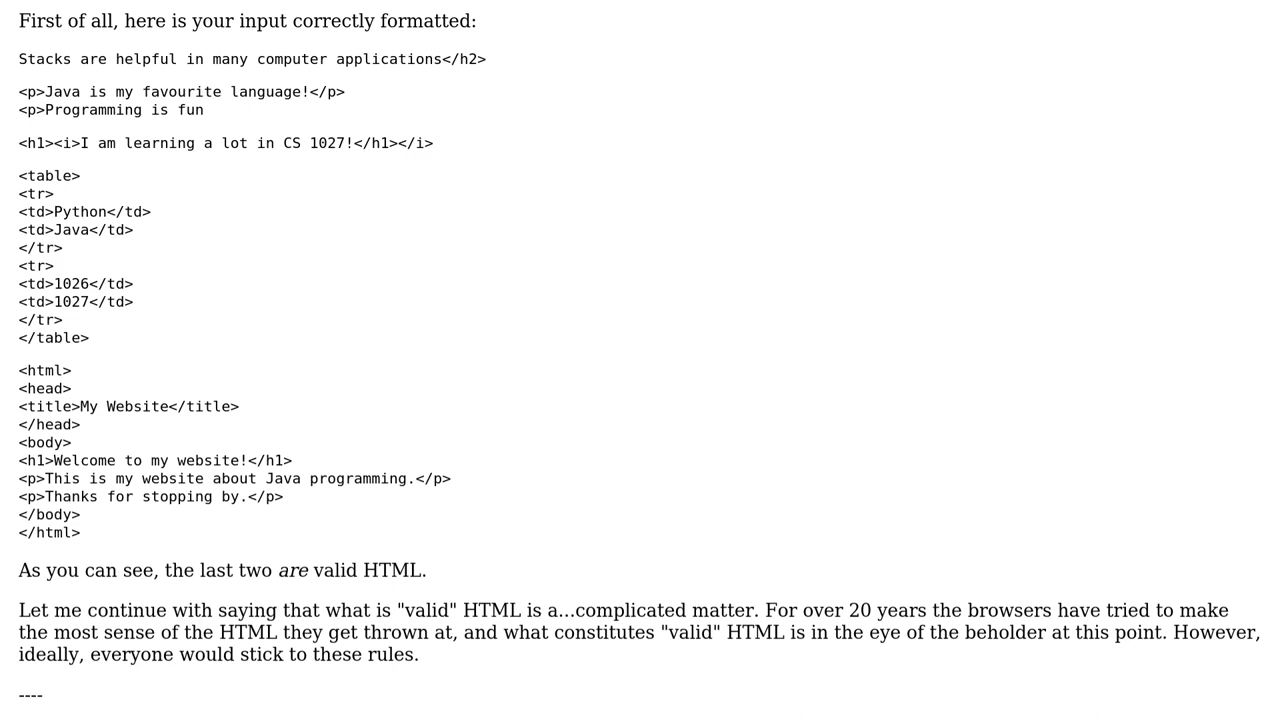 First of all, here is your input correctly formatted:
Stacks are helpful in many computer applications</h2>
<p>Java is my favourite language!</p>
<p>Programming is fun
<h1><i>I am learning a lot in CS 1027!</h1></i>
<table>
<tr>
<td>Python</td>
<td>Java</td>
</tr>
<tr>
<td>1026</td>
<td>1027</td>
</tr>
</table>
<html>
<head>
<title>My Website</title>
</head>
<body>
<h1>Welcome to my website!</h1>
<p>This is my website about Java programming.</p>
<p>Thanks for stopping by.</p>
</body>
</html>
As you can see, the last two are valid HTML.
Let me continue with saying that what is "valid" HTML is a...complicated matter. For over 20 years the browsers have tried to make
the most sense of the HTML they get thrown at, and what constitutes "valid" HTML is in the eye of the beholder at this point. However,
ideally, everyone would stick to these rules.
----